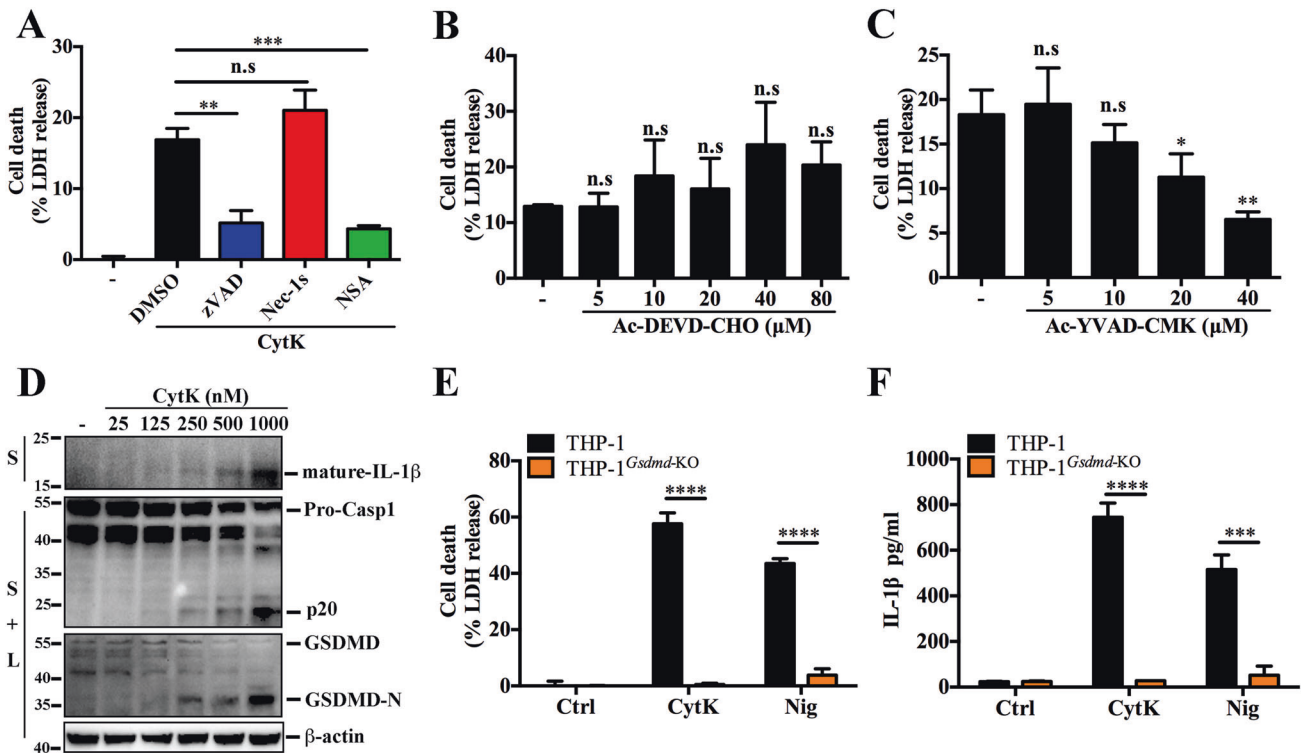 A
Cell death
(% LDH release)
30
20
10
0
***
n.s
**
-
DMSO
zVAD
Nec-1s
NSA
CytK
B
Cell death
(% LDH release)
40
30
20
10
0
n.s
n.s
n.s
n.s
n.s
- 5 10 20 40 80
Ac-DEVD-CHO (µM)
C
Cell death
(% LDH release)
25
20
15
10
5
0
n.s
n.s
*
**
- 5 10 20 40
Ac-YVAD-CMK (µM)
D
CytK (nM)
- 25 125 250 500 1000
S
25
15
mature-IL-1β
S
+
L
55
40
35
25
Pro-Casp1
p20
55
40
35
GSDMD
GSDMD-N
40
β-actin
E
THP-1
THP-1Gsdmd-KO
Cell death
(% LDH release)
80
60
40
20
0
****
****
Ctrl CytK Nig
F
THP-1
THP-1Gsdmd-KO
IL-1β pg/ml
1000
800
600
400
200
0
****
***
Ctrl CytK Nig